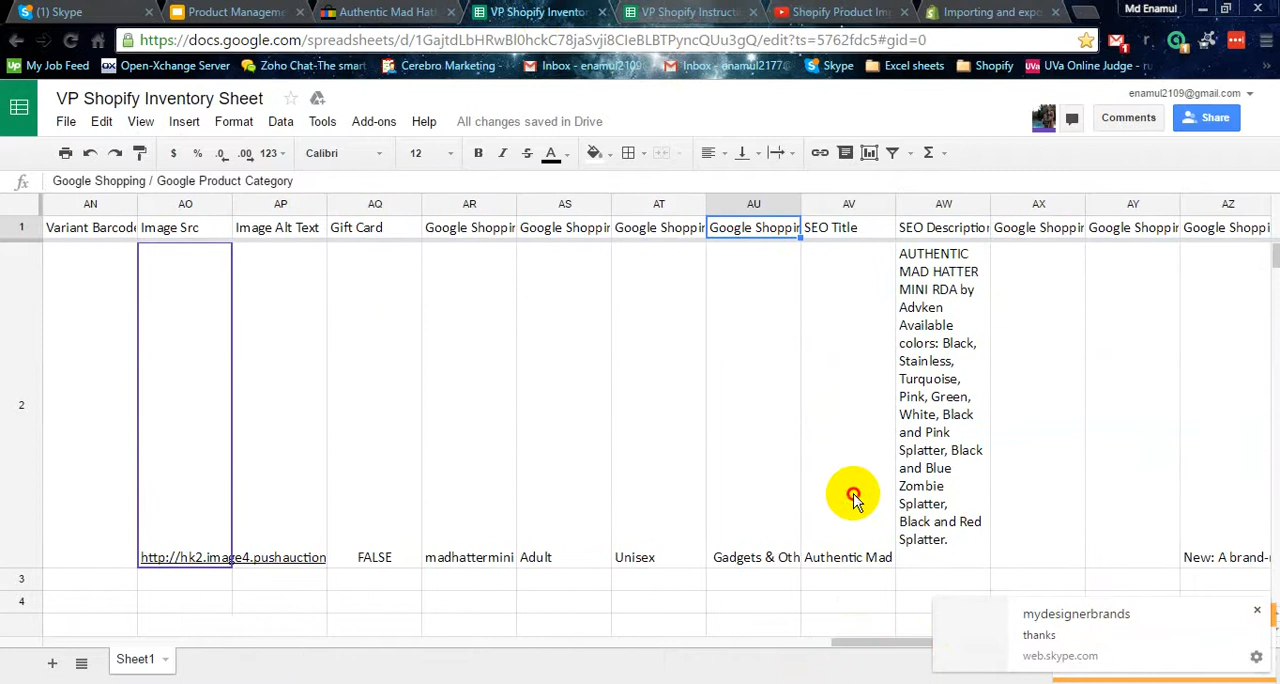 (1) Skype
Product Managem
Authentic Mad Hat
VP Shopify Invento
VP Shopify Instruct
Shopify Product Im
Importing and expo
Md Enamul
https://docs.google.com/spreadsheets/d/1GajtdLbHRwBl0hckC78jaSvji8CIeBLBTPyncQUu3gQ/edit?ts=5762fdc5#gid=0
Up My Job Feed
OX Open-Xchange Server
Zoho Chat-The smart
Cerebro Marketing -
Inbox - enamul2109@
Inbox - enamul2177@
Skype
Excel sheets
Shopify
UVa Online Judge -
»
VP Shopify Inventory Sheet
enamul2109@gmail.com
File Edit View Insert Format Data Tools Add-ons Help All changes saved in Drive
Comments
Share
$ % .0 .00 123 Calibri 12 B I S A Σ
fx Google Shopping / Google Product Category
AN AO AP AQ AR AS AT AU AV AW AX AY AZ
1 Variant Barcode Image Src Image Alt Text Gift Card Google Shoppin Google Shoppin Google Shoppin Google Shoppin SEO Title SEO Description Google Shoppin Google Shoppin Google Shoppi
AUTHENTIC
MAD HATTER
MINI RDA by
Advken
Available
colors: Black,
Stainless,
Turquoise,
Pink, Green,
White, Black
and Pink
Splatter, Black
and Blue
Zombie
Splatter,
Black and Red
Splatter.
2
http://hk2.image4.pushauction FALSE madhattermini Adult Unisex Gadgets & Oth Authentic Mad New: A brand-
3
4
mydesignerbrands
thanks
web.skype.com
Sheet1